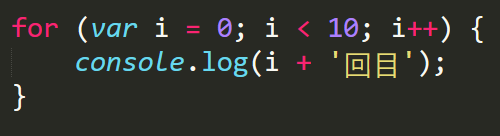 for (var i = 0; i < 10; i++) {
    console.log(i + '回目');
}